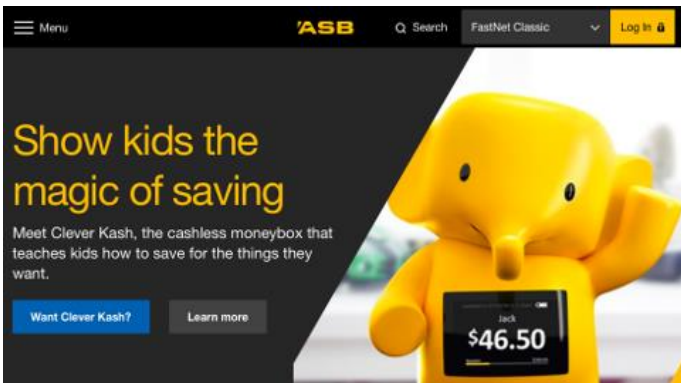 Menu
ASB
Search
FastNet Classic
Log In
Show kids the
magic of saving
Meet Clever Kash, the cashless moneybox that
teaches kids how to save for the things they
want.
Want Clever Kash?
Learn more
Jack
$46.50